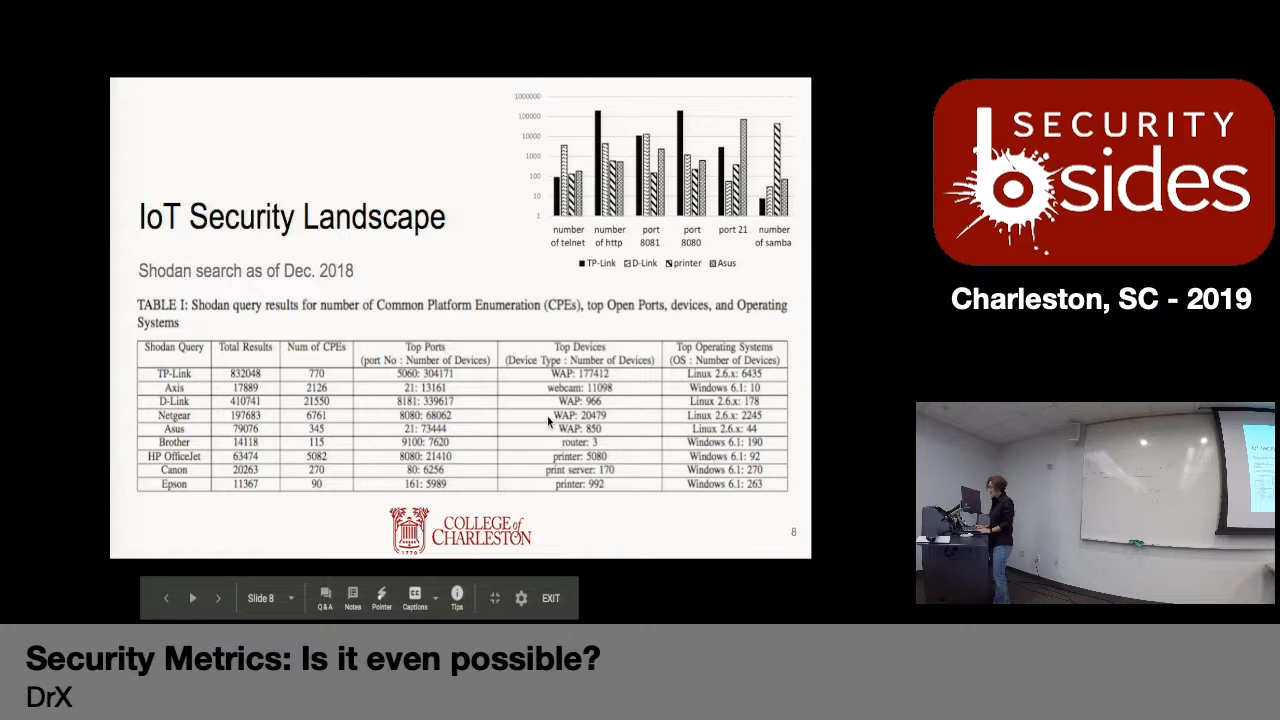 1000000
100000
10000
1000
100
10
1
number of telnet
number of http
port 8081
port 8080
port 21
number of samba
TP-Link D-Link printer Asus
IoT Security Landscape
Shodan search as of Dec. 2018
TABLE I: Shodan query results for number of Common Platform Enumeration (CPEs), top Open Ports, devices, and Operating
Systems
Shodan Query Total Results Num of CPEs Top Ports Top Devices Top Operating Systems
(port No : Number of Devices) (Device Type : Number of Devices) (OS : Number of Devices)
TP-Link 832048 770 5060: 304171 WAP: 177412 Linux 2.6.x: 6435
Axis 17889 2126 21: 13161 webcam: 11098 Windows 6.1: 10
D-Link 410741 21550 8181: 339617 WAP: 966 Linux 2.6.x: 178
Netgear 197683 6761 8080: 68062 WAP: 20479 Linux 2.6.x: 2245
Asus 79076 345 21: 73444 WAP: 850 Linux 2.6.x: 44
Brother 14118 115 9100: 7620 router: 3 Windows 6.1: 190
HP OfficeJet 63474 5082 8080: 21410 printer: 5080 Windows 6.1: 92
Canon 20263 270 80: 6256 print server: 170 Windows 6.1: 270
Epson 11367 90 161: 5989 printer: 992 Windows 6.1: 263
1770
COLLEGE of
CHARLESTON
8
Slide 8
Q&A Notes Pointer Captions Tips
EXIT
SECURITY
bsides
Charleston, SC - 2019
Security Metrics: Is it even possible?
DrX